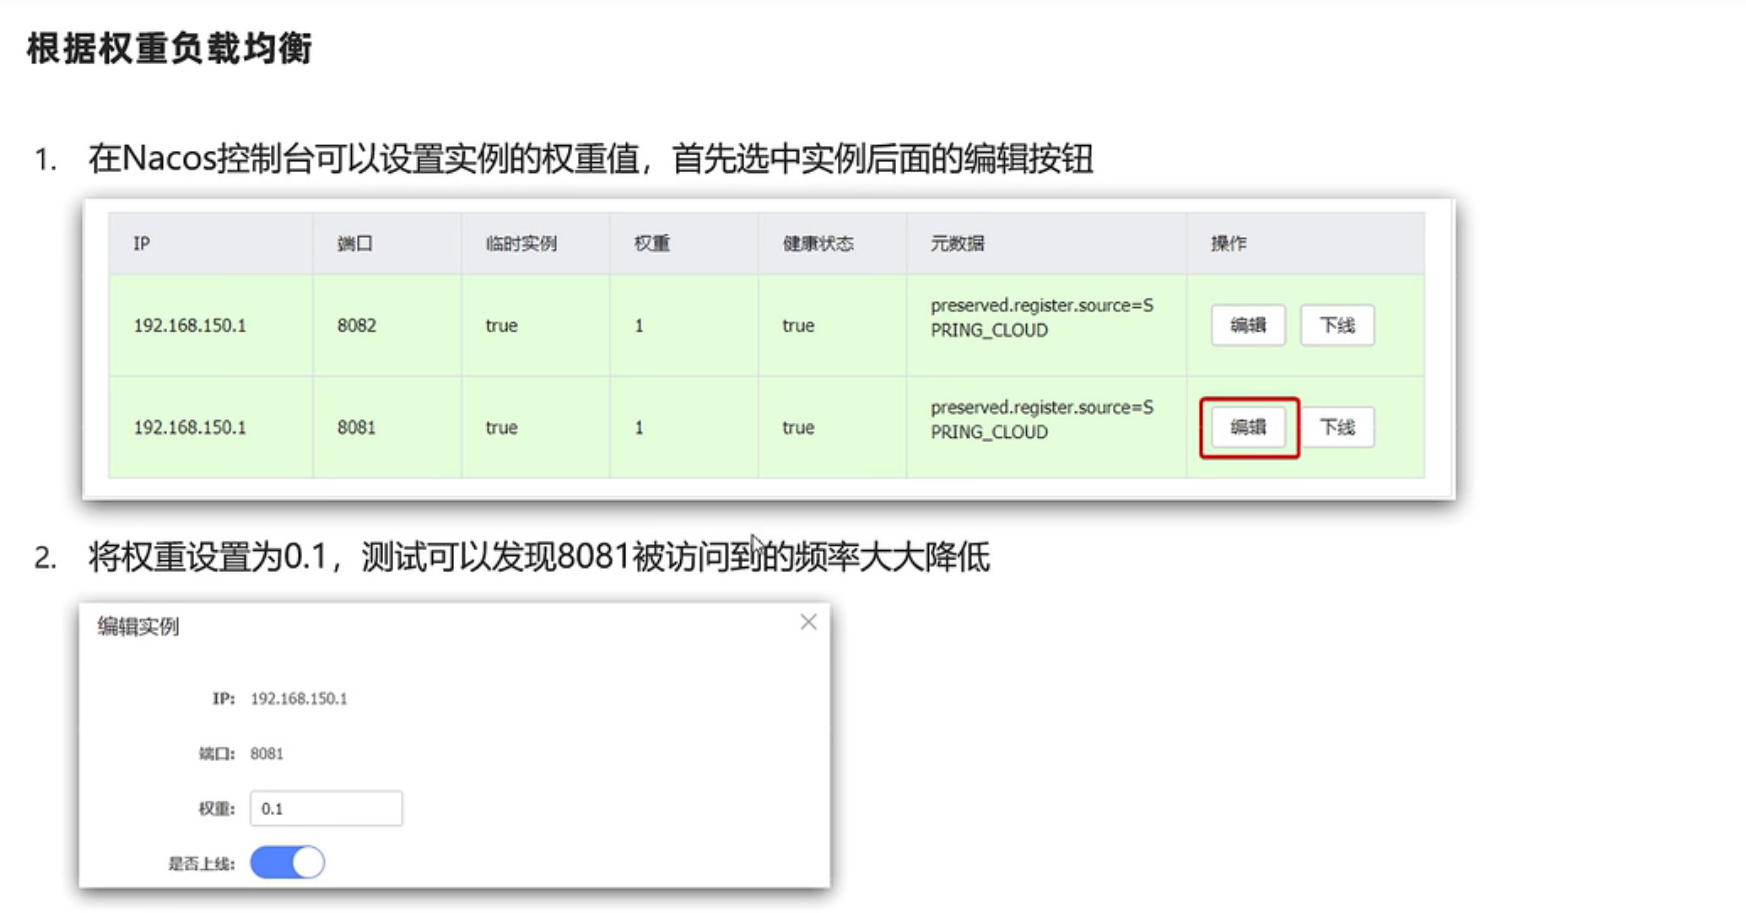 根据权重负载均衡
1. 在Nacos控制台可以设置实例的权重值，首先选中实例后面的编辑按钮
IP 端口 临时实例 权重 健康状态 元数据 操作
192.168.150.1 8082 true 1 true preserved.register.source=S
PRING_CLOUD 编辑 下线
192.168.150.1 8081 true 1 true preserved.register.source=S
PRING_CLOUD 编辑 下线
2. 将权重设置为0.1，测试可以发现8081被访问到的频率大大降低
编辑实例
IP: 192.168.150.1
端口: 8081
权重: 0.1
是否上线: